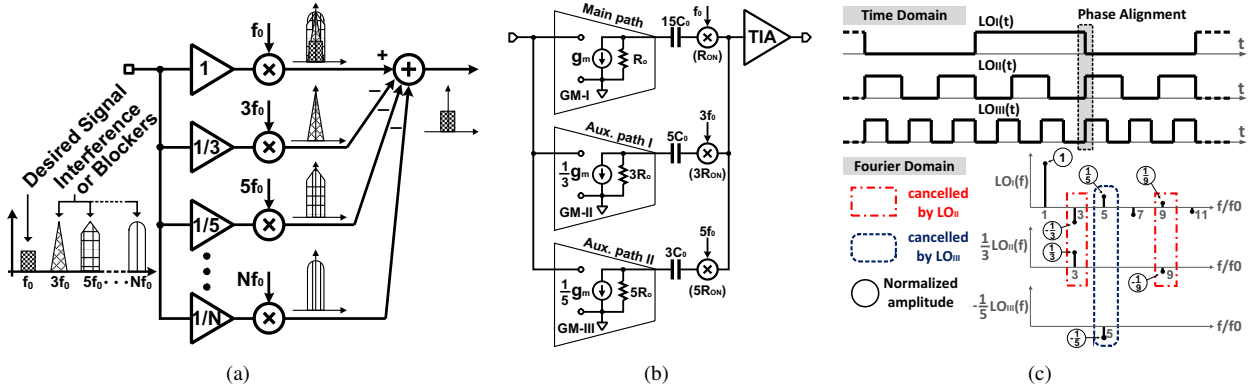 f₀
1
3f₀
1/3
5f₀
1/5
Nf₀
1/N
+
−
−
−
Desired Signal
Interference
or Blockers
f₀ 3f₀ 5f₀ ··· Nf₀
(a)
Main path
gₘ
Rₒ
GM-I
15C₀
f₀
(RON)
TIA
Aux. path I
1/3 gₘ
3Rₒ
GM-II
5C₀
3f₀
(3RON)
Aux. path II
1/5 gₘ
5Rₒ
GM-III
3C₀
5f₀
(5RON)
(b)
Time Domain
LOI(t)
Phase Alignment
t
LOII(t)
t
LOIII(t)
t
Fourier Domain
cancelled
by LOII
cancelled
by LOIII
Normalized
amplitude
LOI(f)
1
-1/3
1/5
1/9
1 3 5 7 9 11
f/f0
1/3 LOII(f)
1/3
-1/9
3 9
f/f0
-1/5 LOIII(f)
-1/5
5
f/f0
(c)